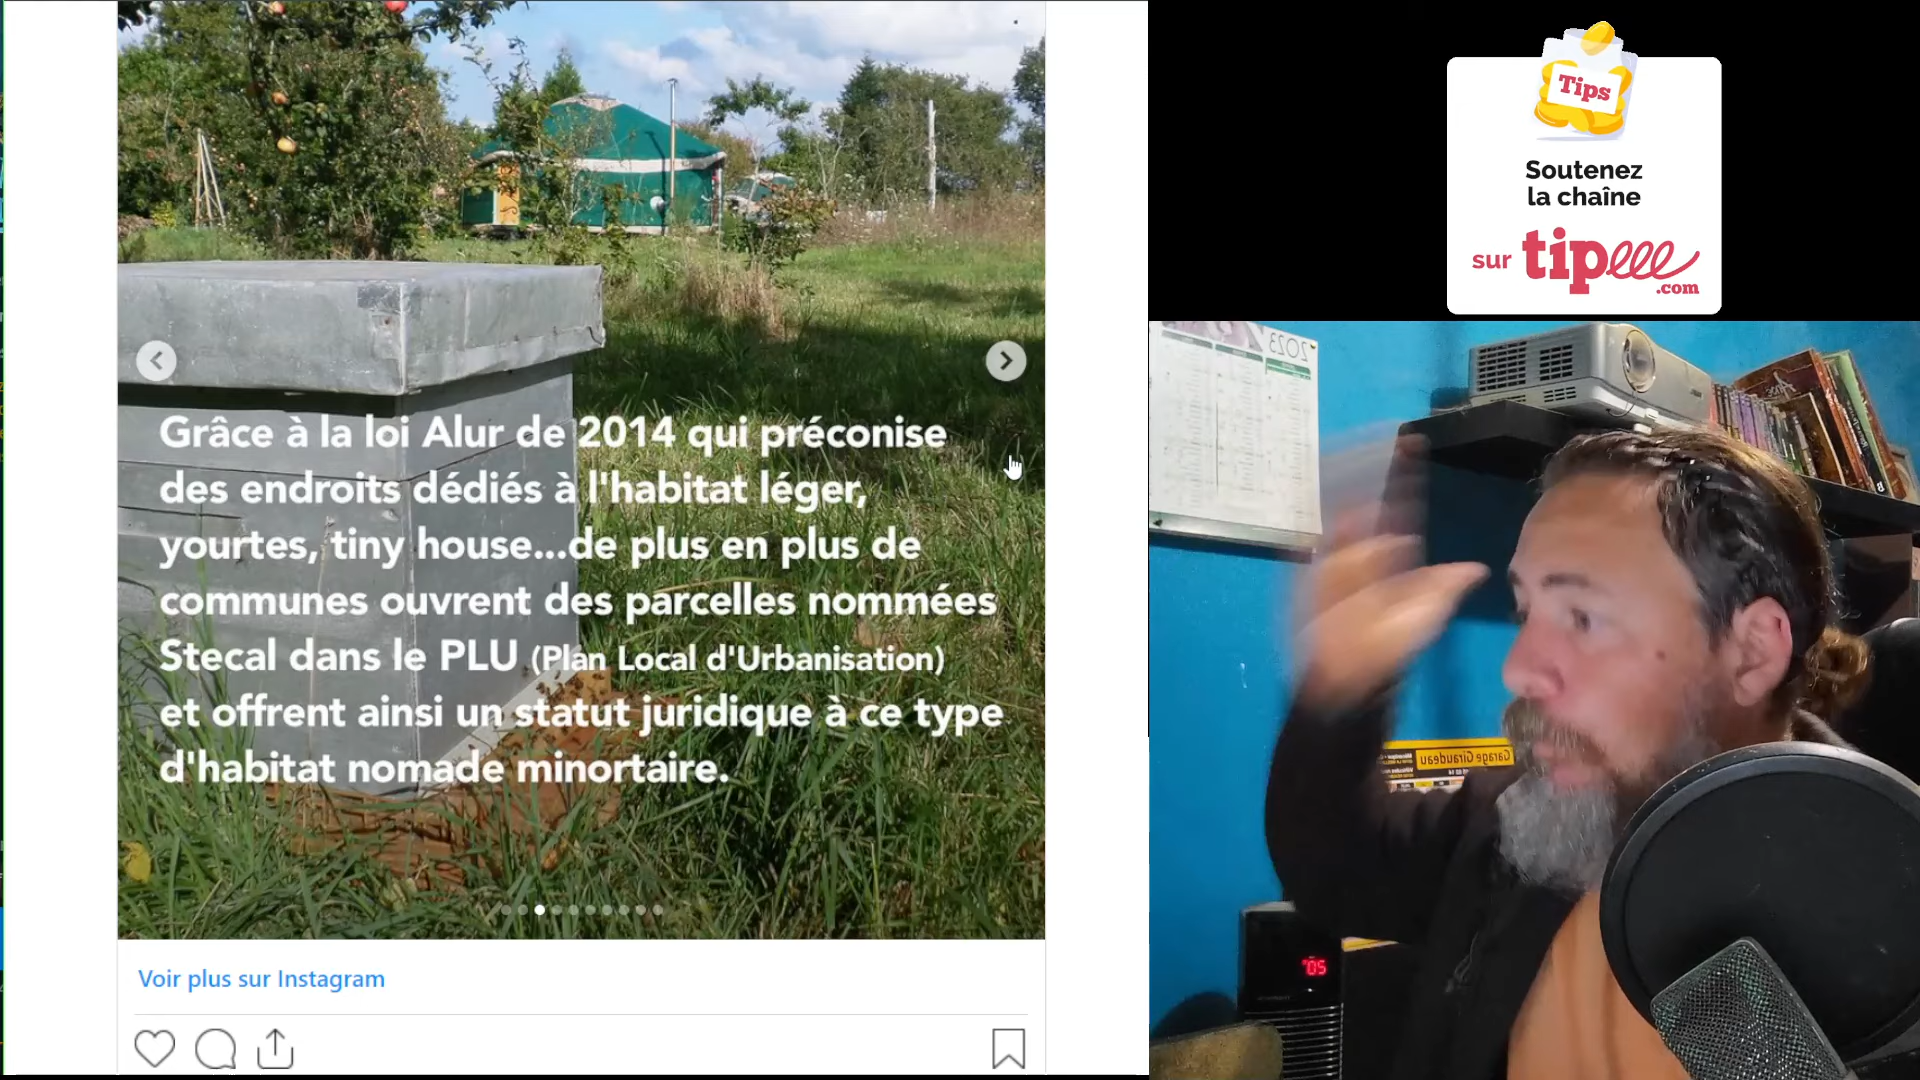 Grâce à la loi Alur de 2014 qui préconise
des endroits dédiés à l'habitat léger,
yourtes, tiny house...de plus en plus de
communes ouvrent des parcelles nommées
Stecal dans le PLU (Plan Local d'Urbanisation)
et offrent ainsi un statut juridique à ce type
d'habitat nomade minortaire.
Voir plus sur Instagram
Tips
Soutenez
la chaîne
sur tipeee
.com
2023
Garage Giraudeau
05